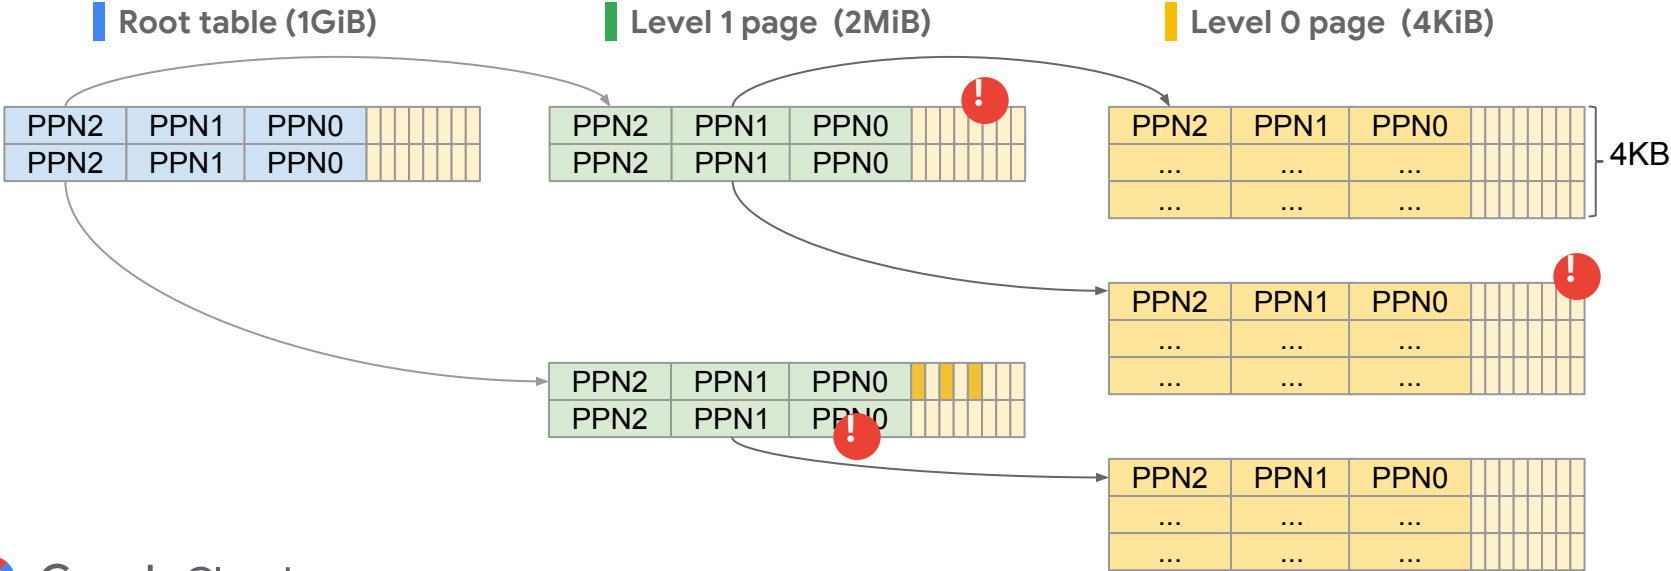 Root table (1GiB)
Level 1 page (2MiB)
Level 0 page (4KiB)
PPN2 PPN1 PPN0
PPN2 PPN1 PPN0
!
PPN2 PPN1 PPN0
PPN2 PPN1 PPN0
PPN2 PPN1 PPN0
... ... ...
... ... ...
4KB
!
PPN2 PPN1 PPN0
... ... ...
... ... ...
PPN2 PPN1 PPN0
PPN2 PPN1 PPN0
!
PPN2 PPN1 PPN0
... ... ...
... ... ...